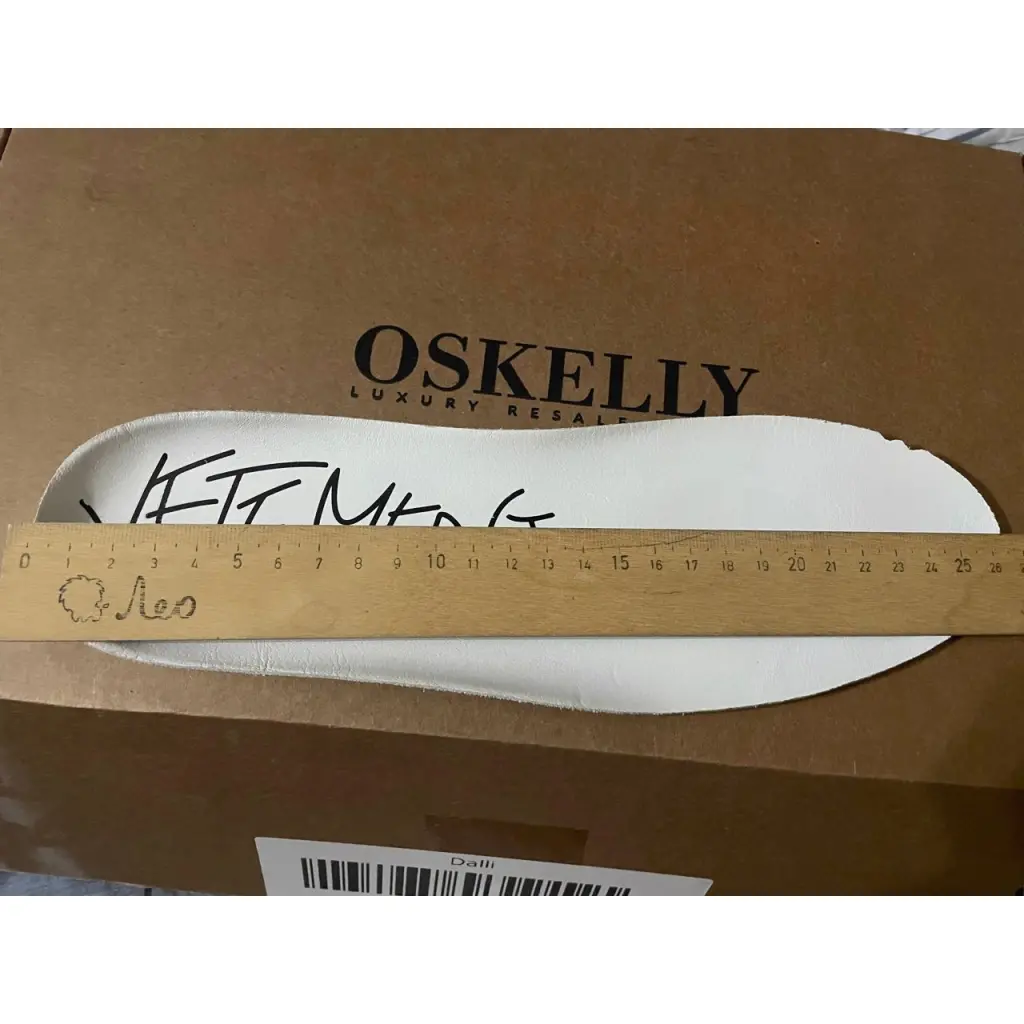 OSKELLY
LUXURY RESALE
VETEMENT
0 1 2 3 4 5 6 7 8 9 10 11 12 13 14 15 16 17 18 19 20 21 22 23 24 25 26
Лео
Dalli